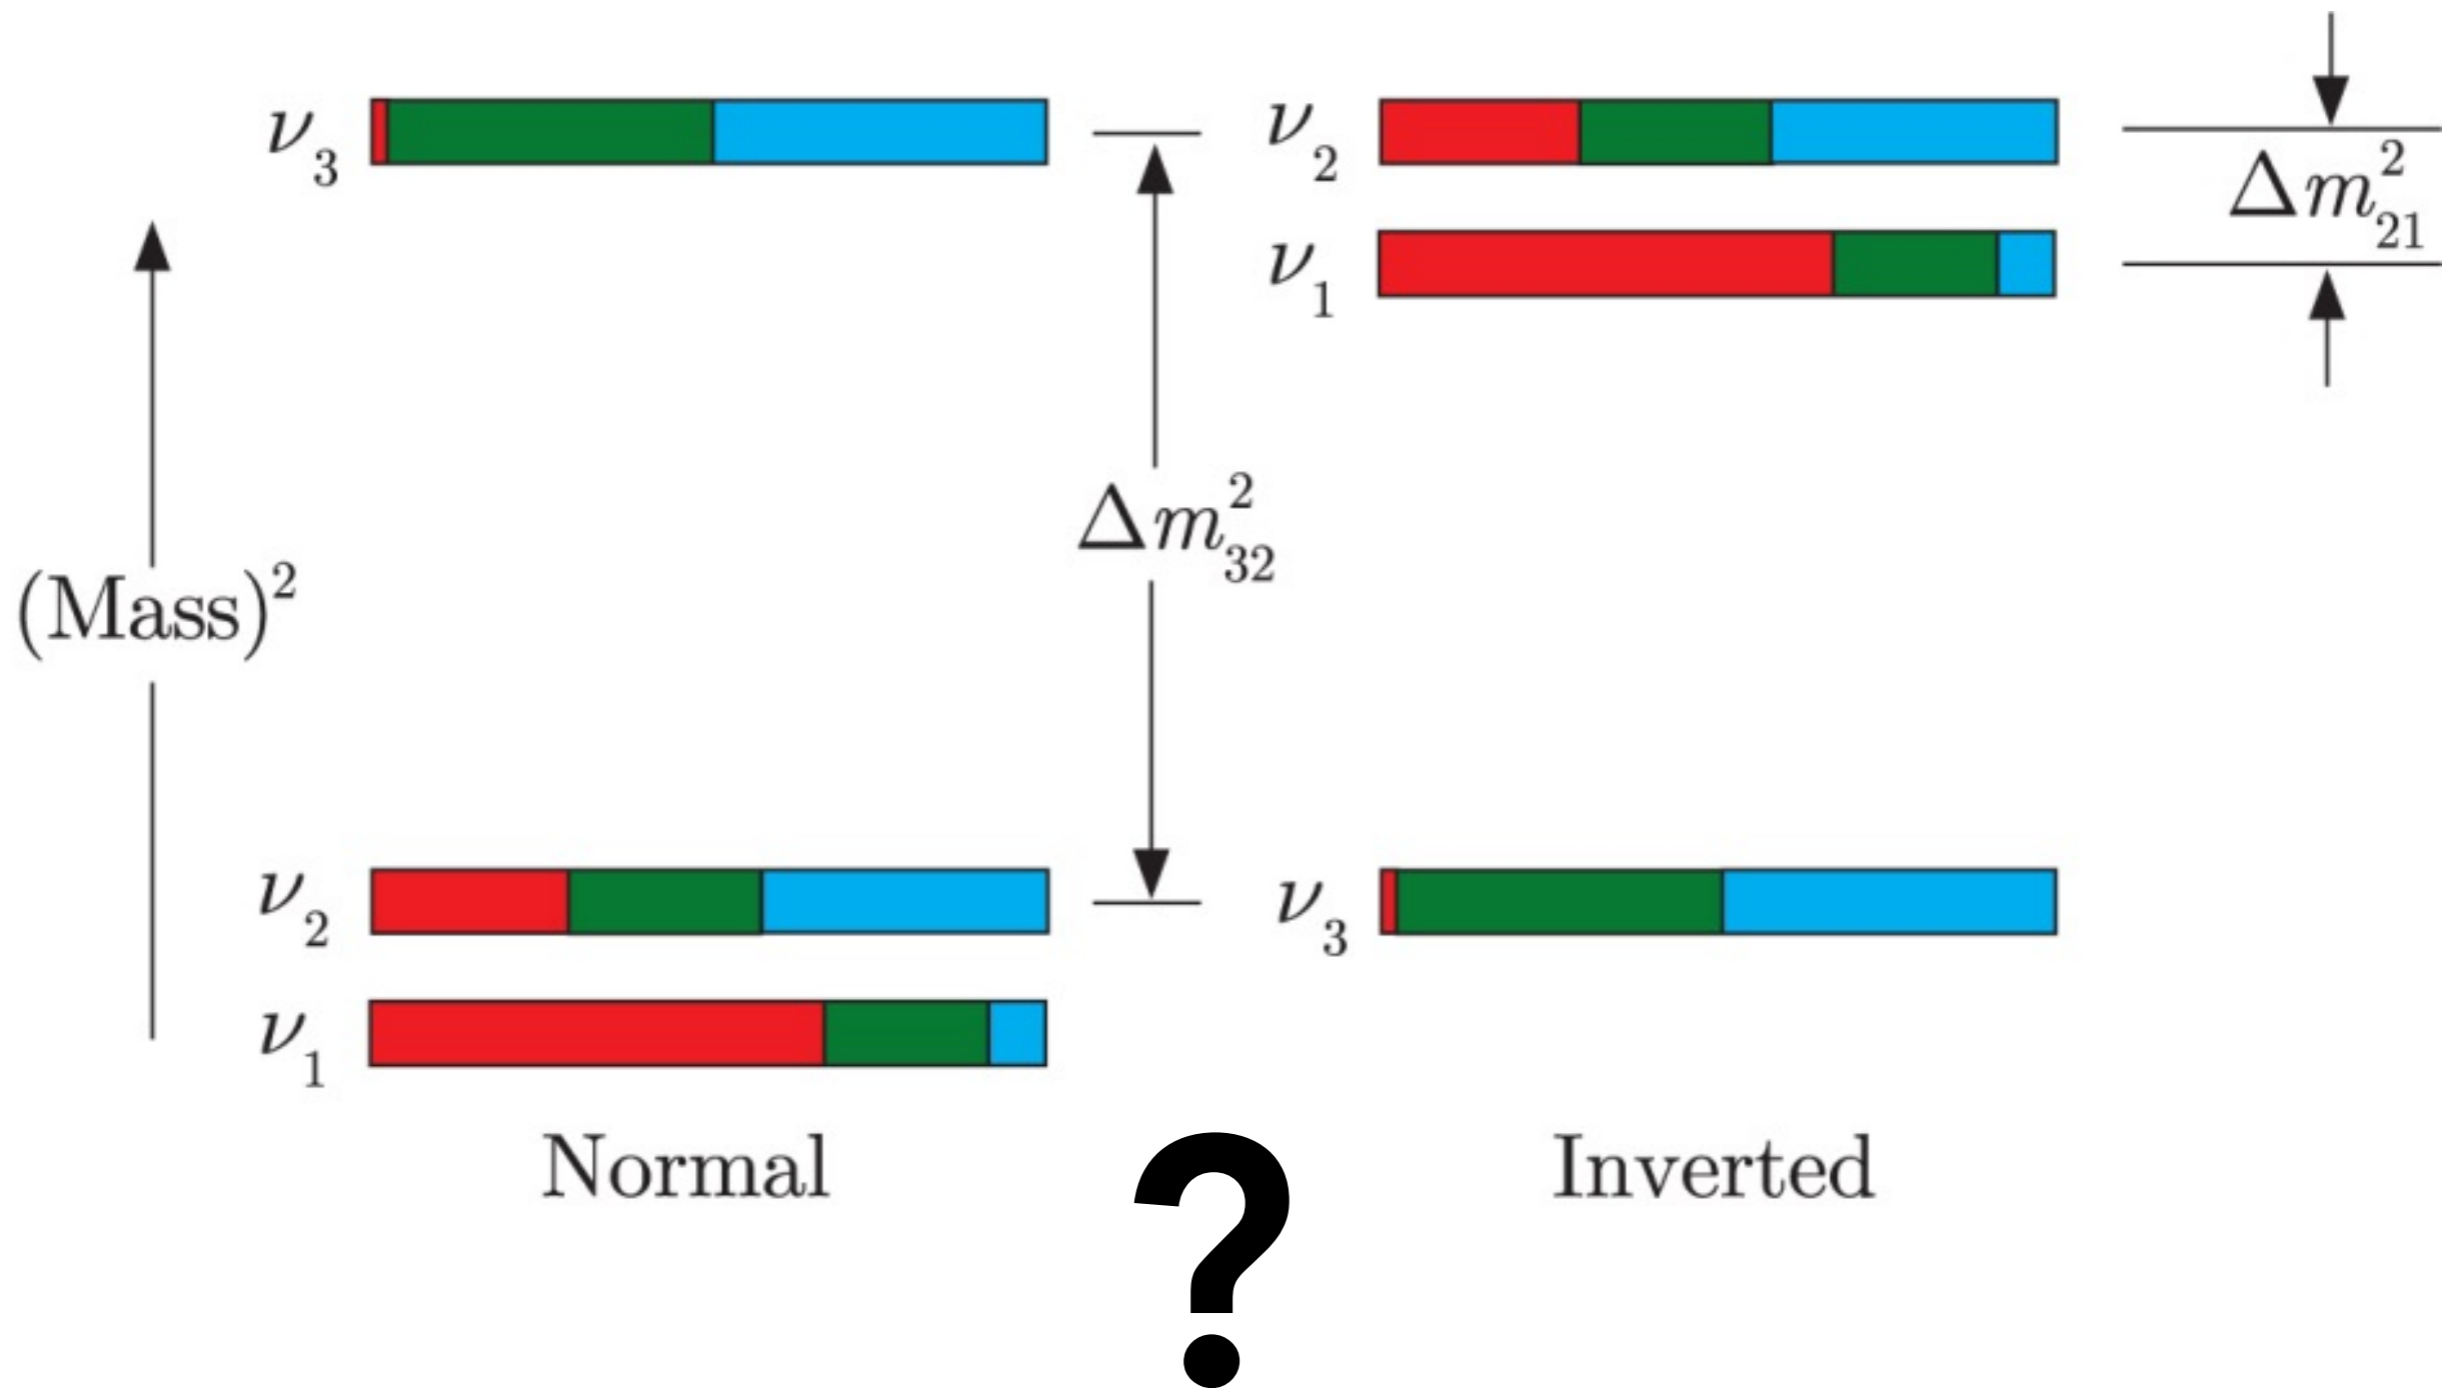 ν₃
ν₂
Δm²₂₁
ν₁
Δm²₃₂
(Mass)²
ν₂
ν₃
ν₁
Normal
Inverted
?